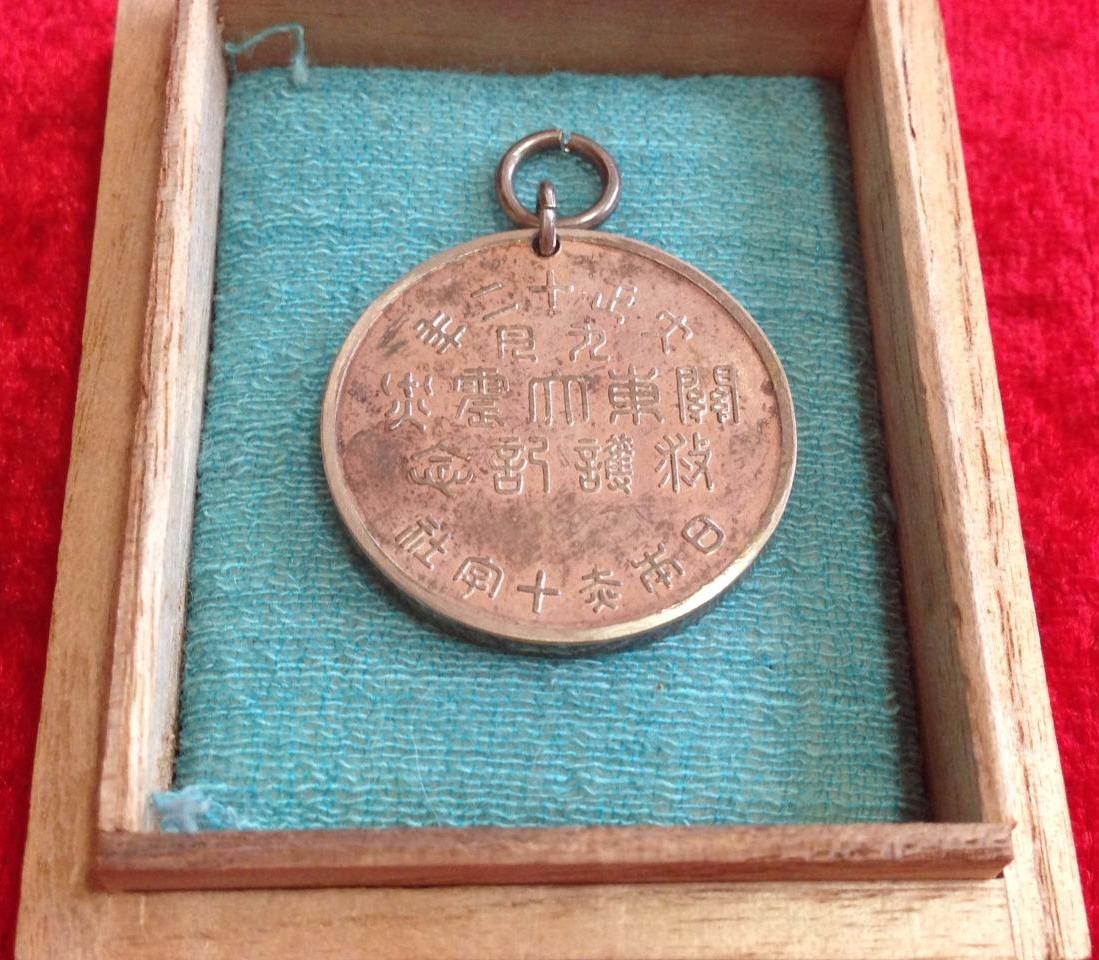 大正十二年
九月
關東大震災
救護記念
日本赤十字社